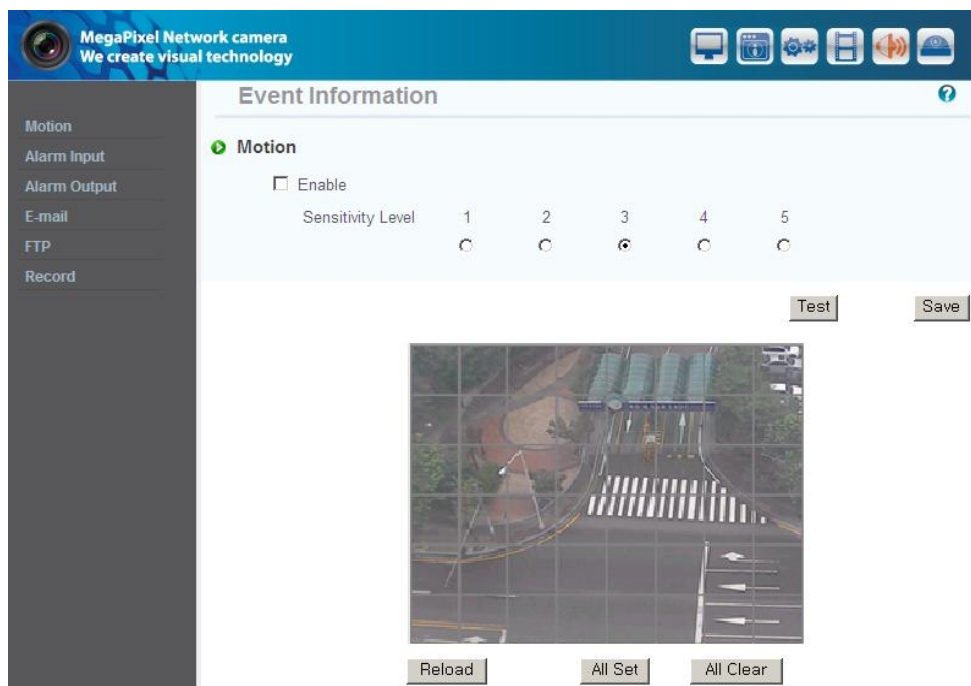 MegaPixel Network camera
We create visual technology
Event Information
Motion
Alarm Input
Alarm Output
E-mail
FTP
Record
Motion
Enable
Sensitivity Level 1 2 3 4 5
Test Save
Reload All Set All Clear